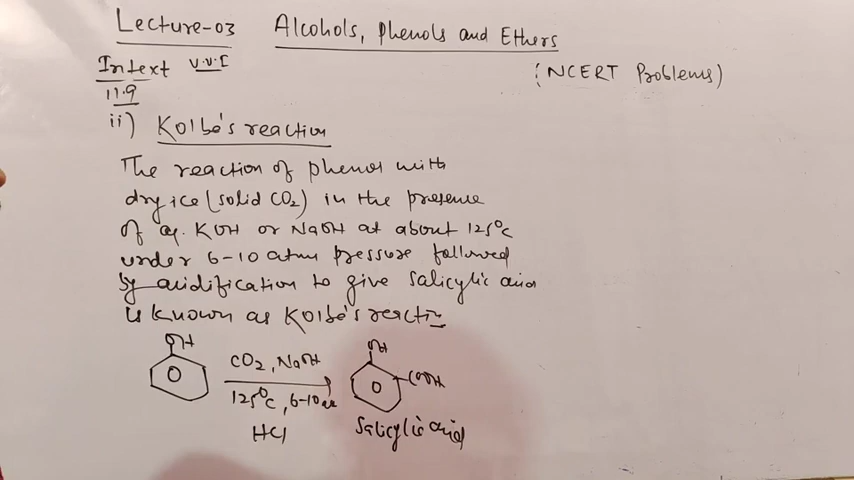 Lecture-03 Alcohols, Phenols and Ethers
Intext V.V.I (NCERT Problems)
11.9
ii) Kolbe's reaction
The reaction of phenol with
dry ice (solid CO2) in the presence
of aq. KOH or NaOH at about 125°C
under 6-10 atm pressure followed
by acidification to give Salicylic acid
is known as Kolbe's reaction
OH OH
CO2, NaOH COOH
125°C, 6-10 atm
HCl Salicylic acid